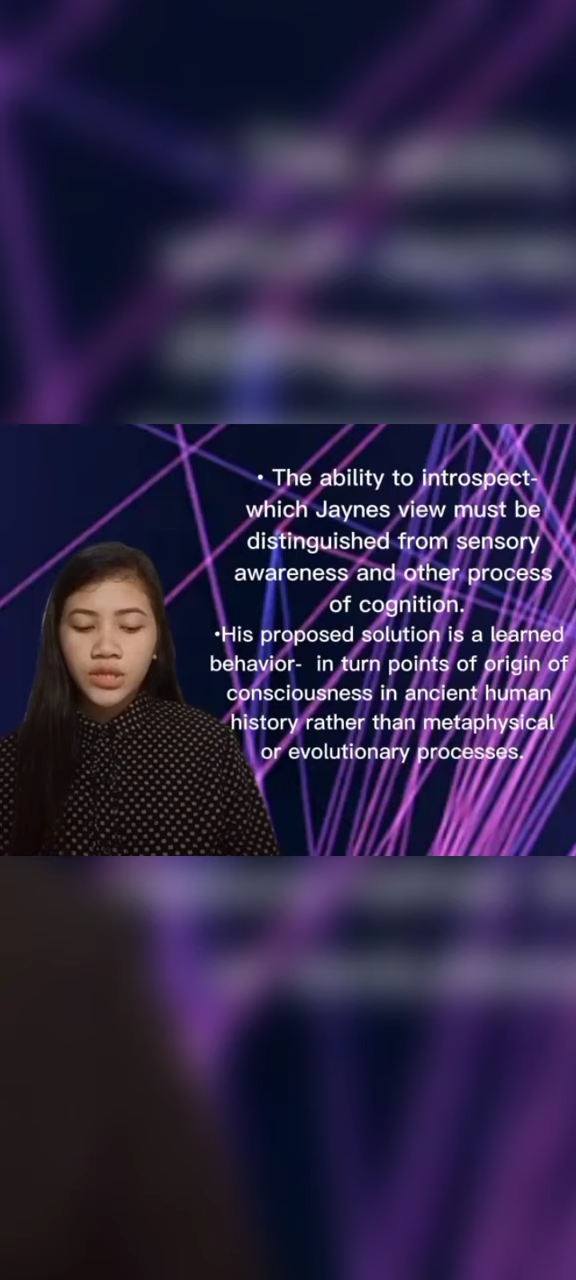 • The ability to introspect-
which Jaynes view must be
distinguished from sensory
awareness and other process
of cognition.
•His proposed solution is a learned
behavior- in turn points of origin of
consciousness in ancient human
history rather than metaphysical
or evolutionary processes.